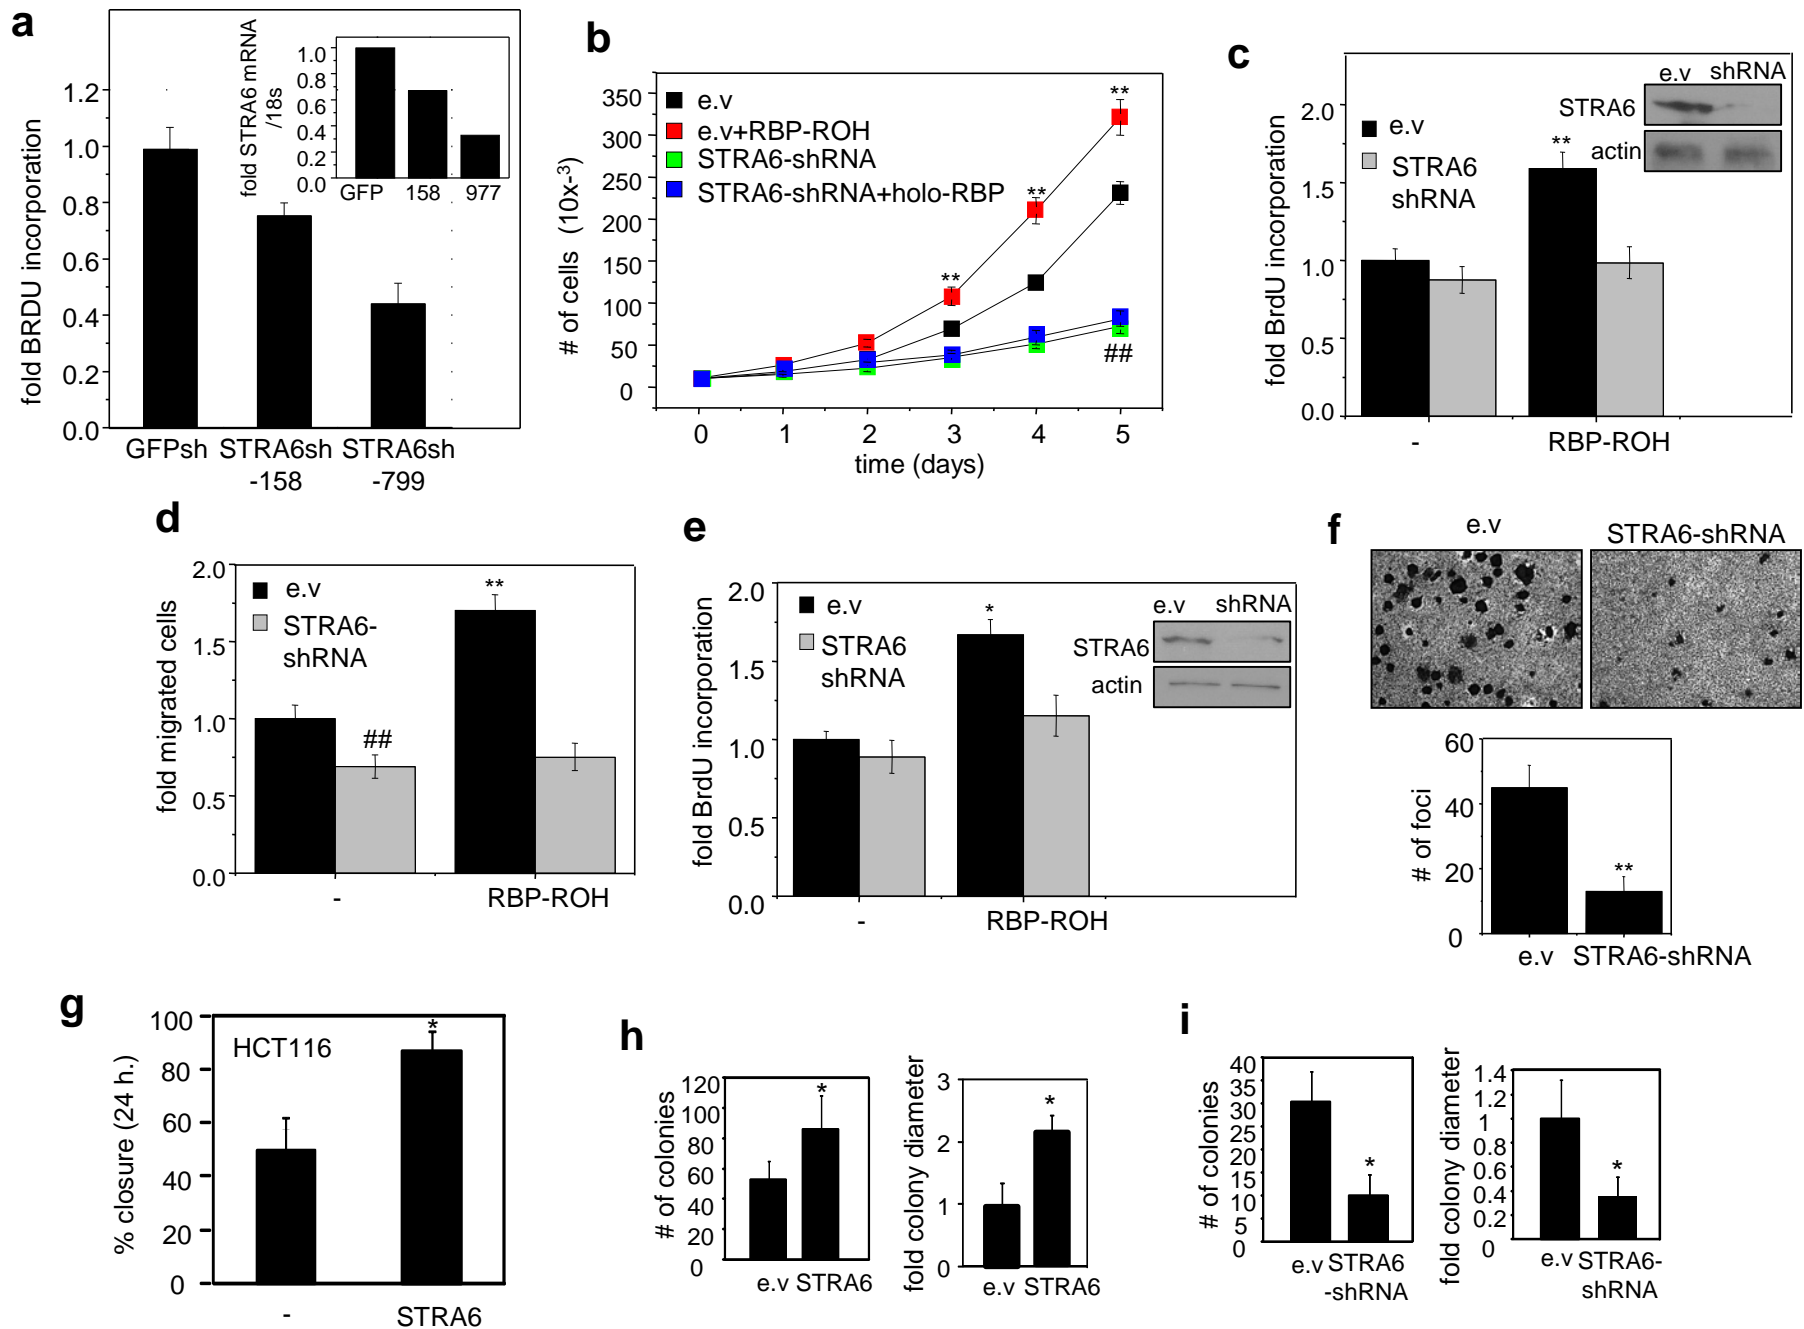 a
fold BRDU incorporation
1.2
1.0
0.8
0.6
0.4
0.2
0.0
GFPsh STRA6sh STRA6sh
-158 -799
fold STRA6 mRNA
/18s
1.0
0.8
0.6
0.4
0.2
0.0
GFP 158 977
b
# of cells (10x-³)
350
300
250
200
150
100
50
0
e.v
e.v+RBP-ROH
STRA6-shRNA
STRA6-shRNA+holo-RBP
** ** **
##
0 1 2 3 4 5
time (days)
c
fold BrdU incorporation
2.0
1.5
1.0
0.5
0.0
e.v
STRA6
shRNA
**
e.v shRNA
STRA6
actin
- RBP-ROH
d
fold migrated cells
2.0
1.5
1.0
0.5
0.0
e.v
STRA6-
shRNA
##
**
- RBP-ROH
e
fold BrdU incorporation
2.0
1.5
1.0
0.5
0.0
e.v
STRA6
shRNA
*
e.v shRNA
STRA6
actin
- RBP-ROH
f
e.v STRA6-shRNA
# of foci
60
40
20
0
**
e.v STRA6-shRNA
g
% closure (24 h.)
100
80
60
40
20
0
HCT116
*
- STRA6
h
# of colonies
120
100
80
60
40
20
0
*
e.v STRA6
fold colony diameter
3
2
1
0
*
e.v STRA6
i
# of colonies
40
35
30
25
20
15
10
5
0
*
e.v STRA6
-shRNA
fold colony diameter
1.4
1.2
1
0.8
0.6
0.4
0.2
0
*
e.v STRA6-
shRNA